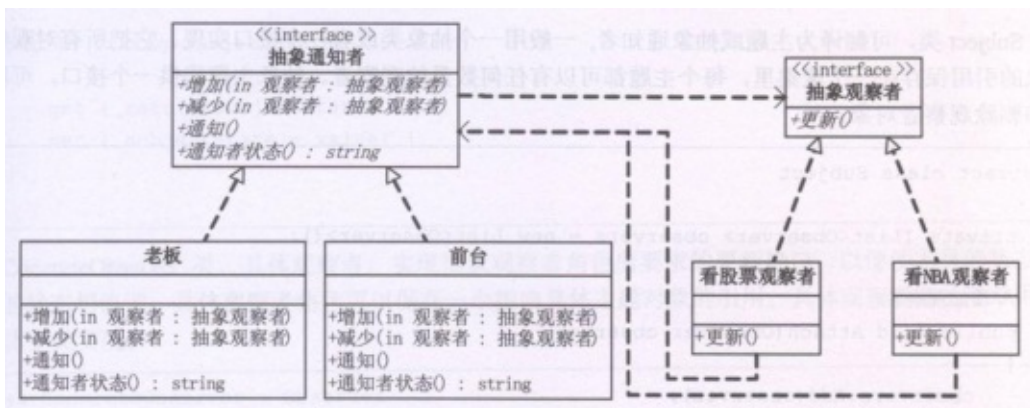 <<interface>>
抽象通知者
+增加(in 观察者 : 抽象观察者)
+减少(in 观察者 : 抽象观察者)
+通知()
+通知者状态() : string
<<interface>>
抽象观察者
+更新()
老板
+增加(in 观察者 : 抽象观察者)
+减少(in 观察者 : 抽象观察者)
+通知()
+通知者状态() : string
前台
+增加(in 观察者 : 抽象观察者)
+减少(in 观察者 : 抽象观察者)
+通知()
+通知者状态() : string
看股票观察者
+更新()
看NBA观察者
+更新()